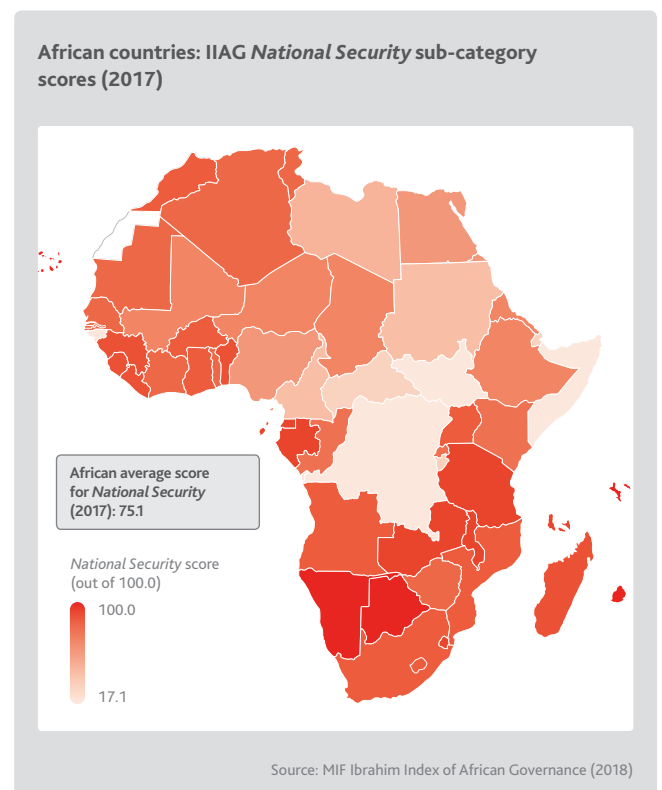 African countries: IIAG National Security sub-category
scores (2017)
African average score
for National Security
(2017): 75.1
National Security score
(out of 100.0)
100.0
17.1
Source: MIF Ibrahim Index of African Governance (2018)